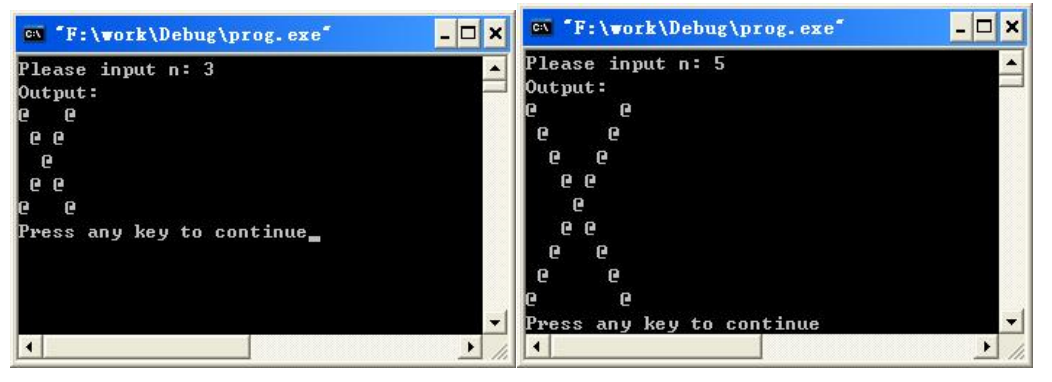 "F:\work\Debug\prog.exe"
Please input n: 3
Output:
@   @
 @ @
  @
 @ @
@   @
Press any key to continue_
"F:\work\Debug\prog.exe"
Please input n: 5
Output:
@       @
 @     @
  @   @
   @ @
    @
   @ @
  @   @
 @     @
@       @
Press any key to continue